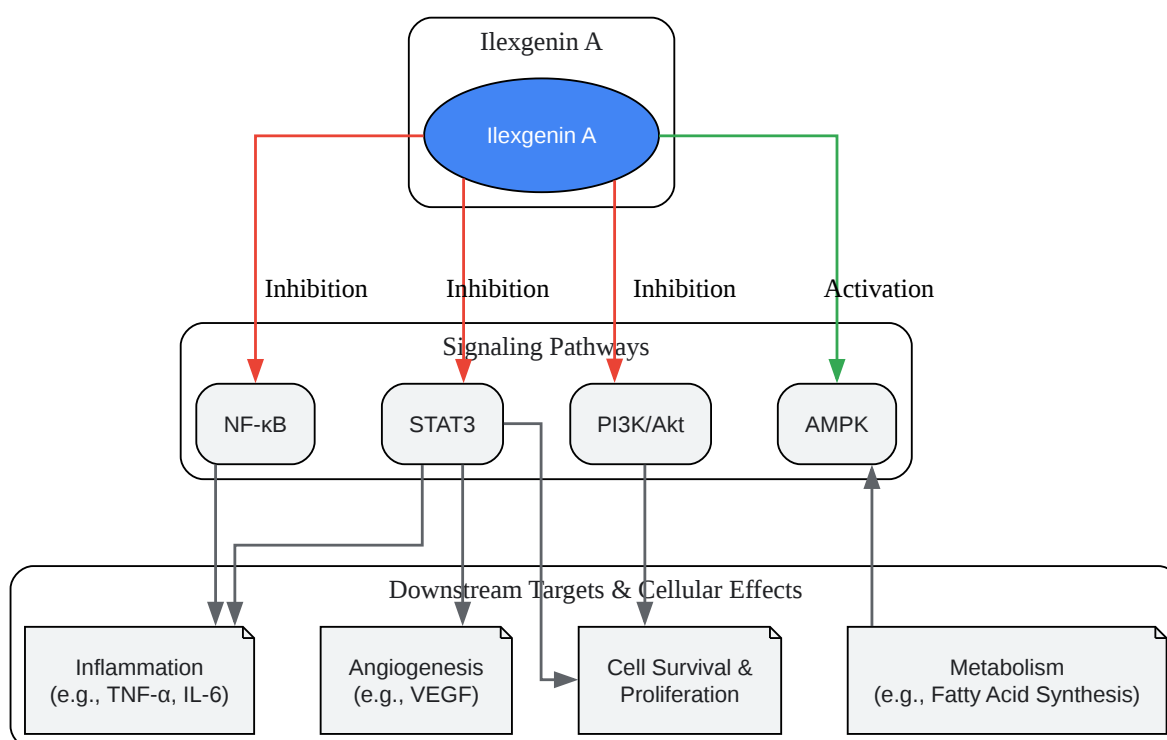 Ilexgenin A
Ilexgenin A
Inhibition
Inhibition
Inhibition
Activation
Signaling Pathways
NF-κB
STAT3
PI3K/Akt
AMPK
Downstream Targets & Cellular Effects
Inflammation
(e.g., TNF-α, IL-6)
Angiogenesis
(e.g., VEGF)
Cell Survival &
Proliferation
Metabolism
(e.g., Fatty Acid Synthesis)